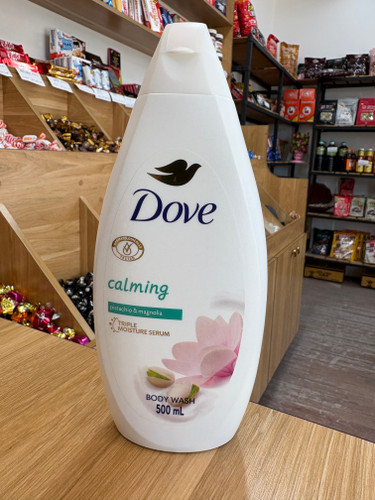 Dove
calming
pistachio & magnolia
TRIPLE
MOISTURE SERUM
BODY WASH
500 mL